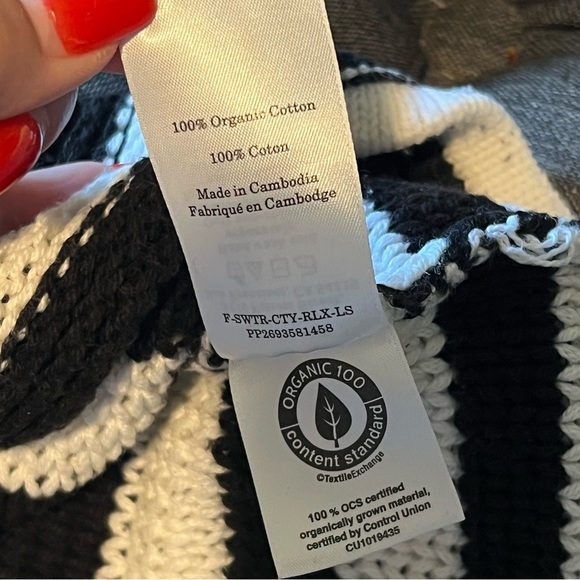 100% Organic Cotton
100% Coton
Made in Cambodia
Fabriqué en Cambodge
F-SWTR-CTY-RLX-LS
PP2693581458
ORGANIC 100
content standard
©TextileExchange
100 % OCS certified
organically grown material,
certified by Control Union
CU1019435